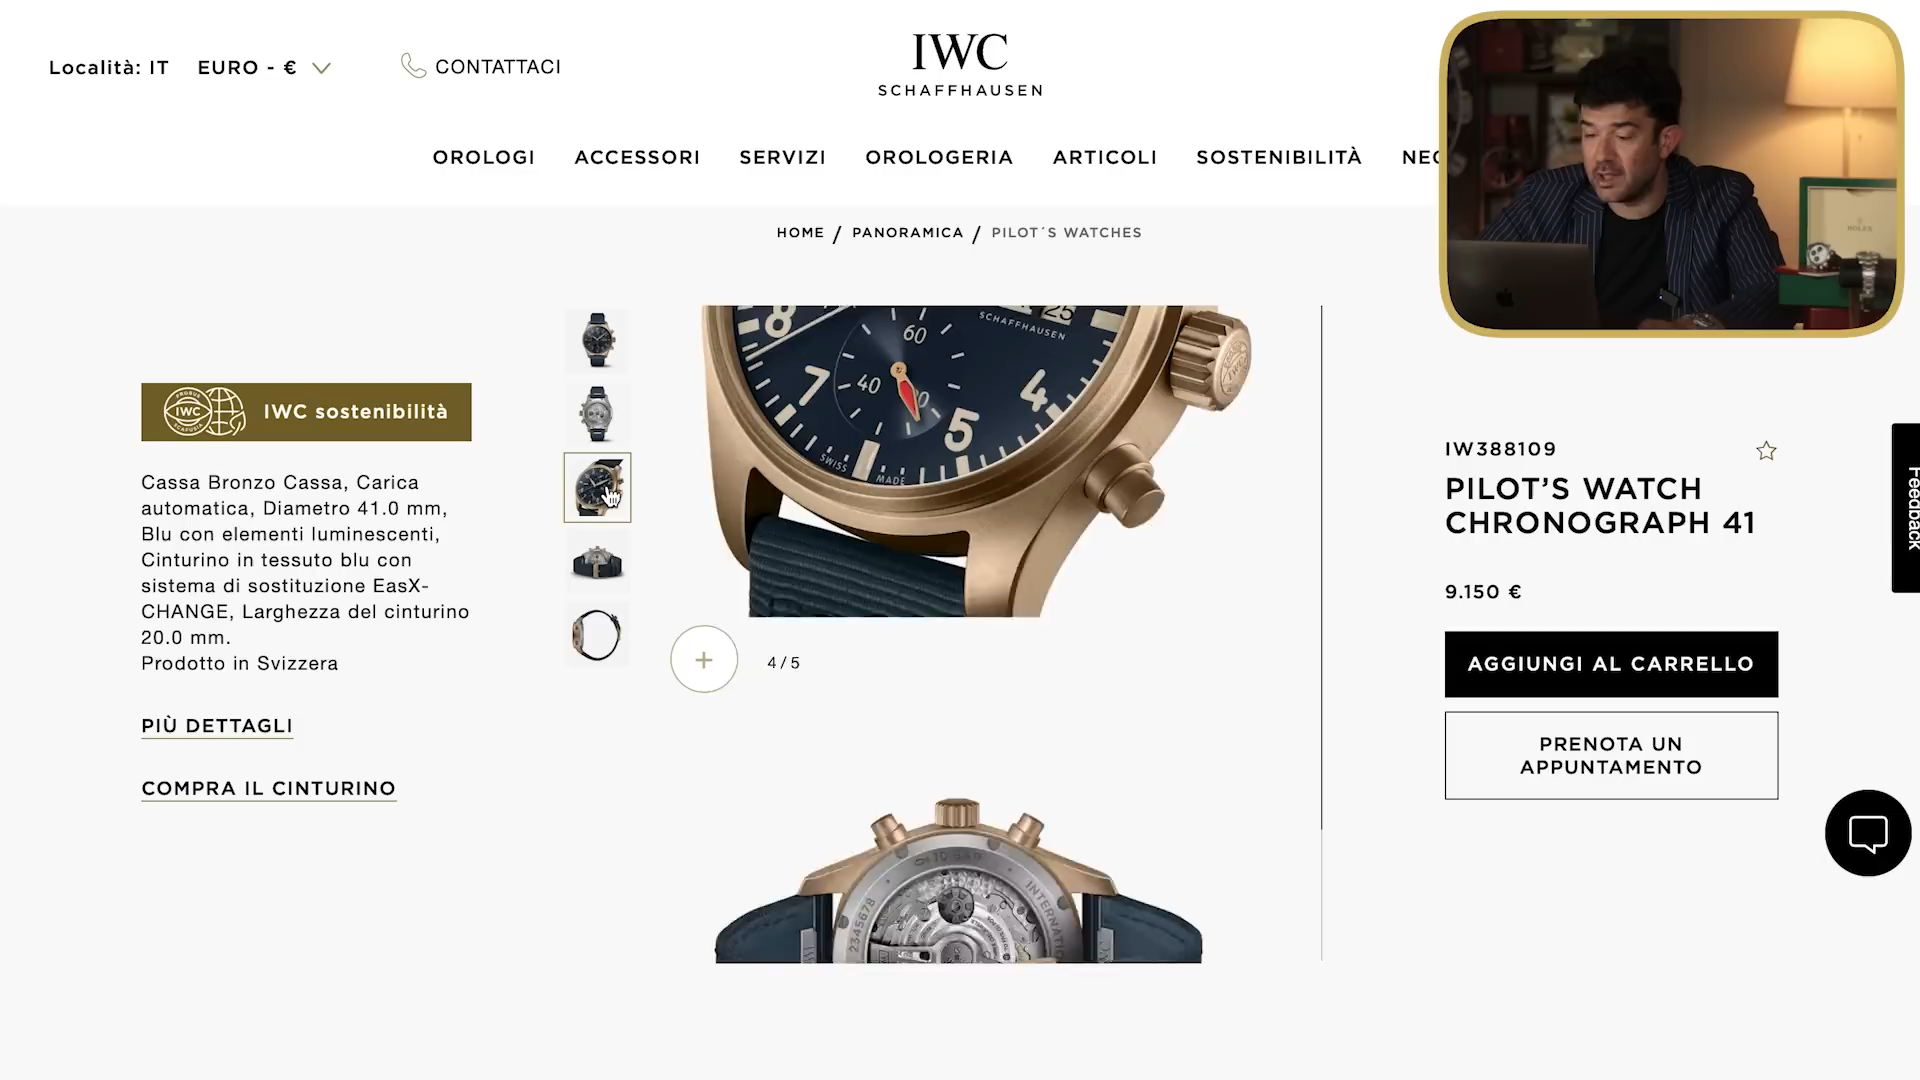 Località: IT
EURO - €
CONTATTACI
IWC
SCHAFFHAUSEN
OROLOGI
ACCESSORI
SERVIZI
OROLOGERIA
ARTICOLI
SOSTENIBILITÀ
HOME / PANORAMICA / PILOT´S WATCHES
IWC sostenibilità
Cassa Bronzo Cassa, Carica
automatica, Diametro 41.0 mm,
Blu con elementi luminescenti,
Cinturino in tessuto blu con
sistema di sostituzione EasX-
CHANGE, Larghezza del cinturino
20.0 mm.
Prodotto in Svizzera
PIÙ DETTAGLI
COMPRA IL CINTURINO
SCHAFFHAUSEN
25
8
60
7
40
4
5
SWISS
MADE
4/5
2345678
IW388109
PILOT’S WATCH
CHRONOGRAPH 41
9.150 €
AGGIUNGI AL CARRELLO
PRENOTA UN
APPUNTAMENTO
Feedback
ROLEX